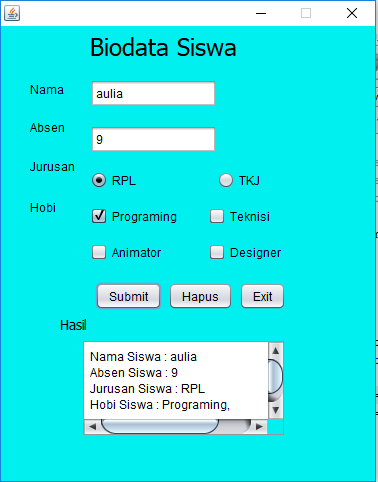 Biodata Siswa
Nama
aulia
Absen
9
Jurusan
RPL TKJ
Hobi
Programing Teknisi
Animator Designer
Submit Hapus Exit
Hasil
Nama Siswa : aulia
Absen Siswa : 9
Jurusan Siswa : RPL
Hobi Siswa : Programing,